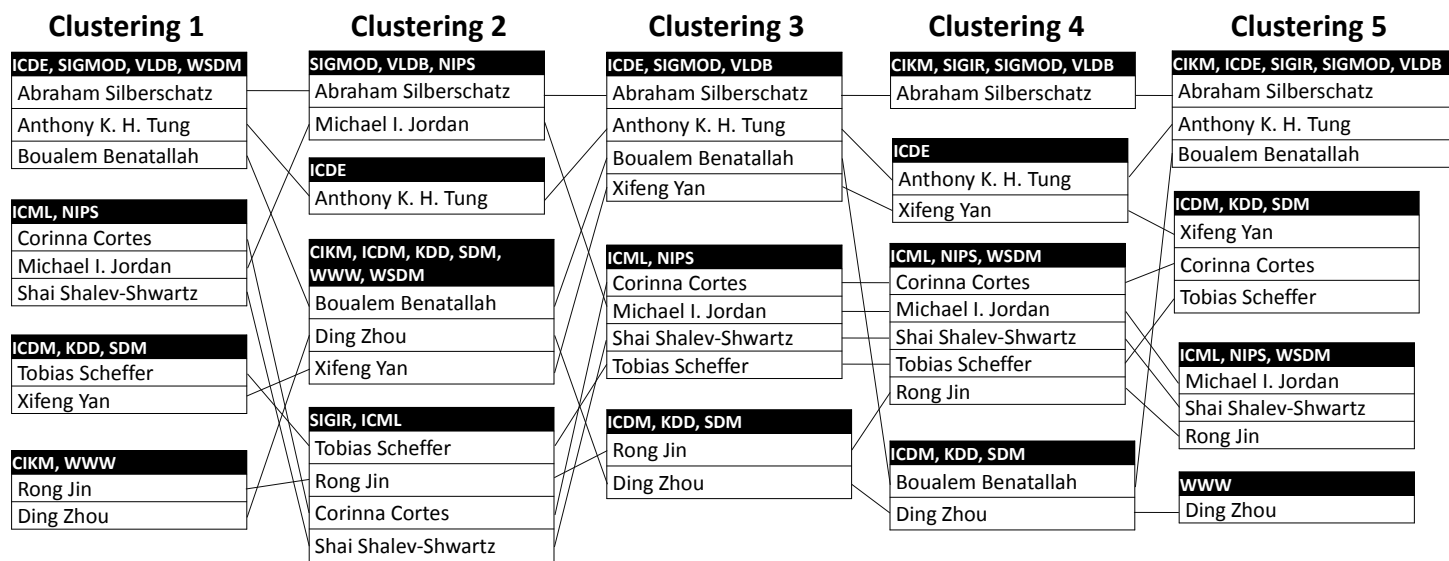 Clustering 1
ICDE, SIGMOD, VLDB, WSDM
Abraham Silberschatz
Anthony K. H. Tung
Boualem Benatallah
ICML, NIPS
Corinna Cortes
Michael I. Jordan
Shai Shalev-Shwartz
ICDM, KDD, SDM
Tobias Scheffer
Xifeng Yan
CIKM, WWW
Rong Jin
Ding Zhou
Clustering 2
SIGMOD, VLDB, NIPS
Abraham Silberschatz
Michael I. Jordan
ICDE
Anthony K. H. Tung
CIKM, ICDM, KDD, SDM,
WWW, WSDM
Boualem Benatallah
Ding Zhou
Xifeng Yan
SIGIR, ICML
Tobias Scheffer
Rong Jin
Corinna Cortes
Shai Shalev-Shwartz
Clustering 3
ICDE, SIGMOD, VLDB
Abraham Silberschatz
Anthony K. H. Tung
Boualem Benatallah
Xifeng Yan
ICML, NIPS
Corinna Cortes
Michael I. Jordan
Shai Shalev-Shwartz
Tobias Scheffer
ICDM, KDD, SDM
Rong Jin
Ding Zhou
Clustering 4
CIKM, SIGIR, SIGMOD, VLDB
Abraham Silberschatz
ICDE
Anthony K. H. Tung
Xifeng Yan
ICML, NIPS, WSDM
Corinna Cortes
Michael I. Jordan
Shai Shalev-Shwartz
Tobias Scheffer
Rong Jin
ICDM, KDD, SDM
Boualem Benatallah
Ding Zhou
Clustering 5
CIKM, ICDE, SIGIR, SIGMOD, VLDB
Abraham Silberschatz
Anthony K. H. Tung
Boualem Benatallah
ICDM, KDD, SDM
Xifeng Yan
Corinna Cortes
Tobias Scheffer
ICML, NIPS, WSDM
Michael I. Jordan
Shai Shalev-Shwartz
Rong Jin
WWW
Ding Zhou